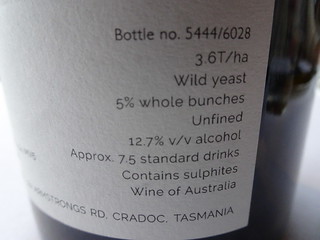 Bottle no. 5444/6028
3.6T/ha
Wild yeast
5% whole bunches
Unfined
12.7% v/v alcohol
Approx. 7.5 standard drinks
Contains sulphites
Wine of Australia
RD, CRADOC, TASMANIA